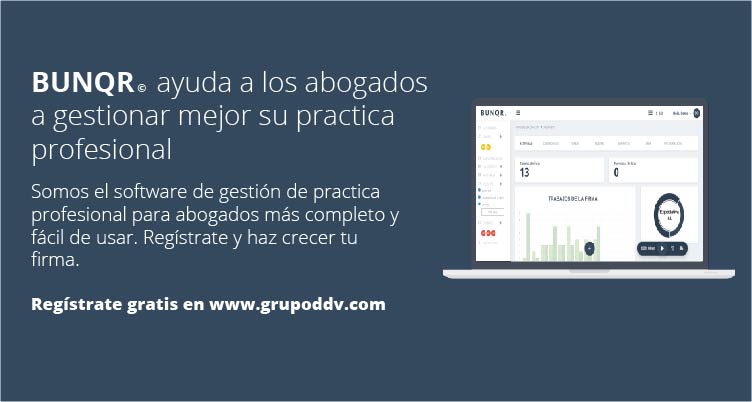 BUNQR© ayuda a los abogados
a gestionar mejor su practica
profesional
Somos el software de gestión de practica
profesional para abogados más completo y
fácil de usar. Regístrate y haz crecer tu
firma.
Regístrate gratis en www.grupoddv.com
BUNQR.
13
0
TRABAJOS DE LA FIRMA